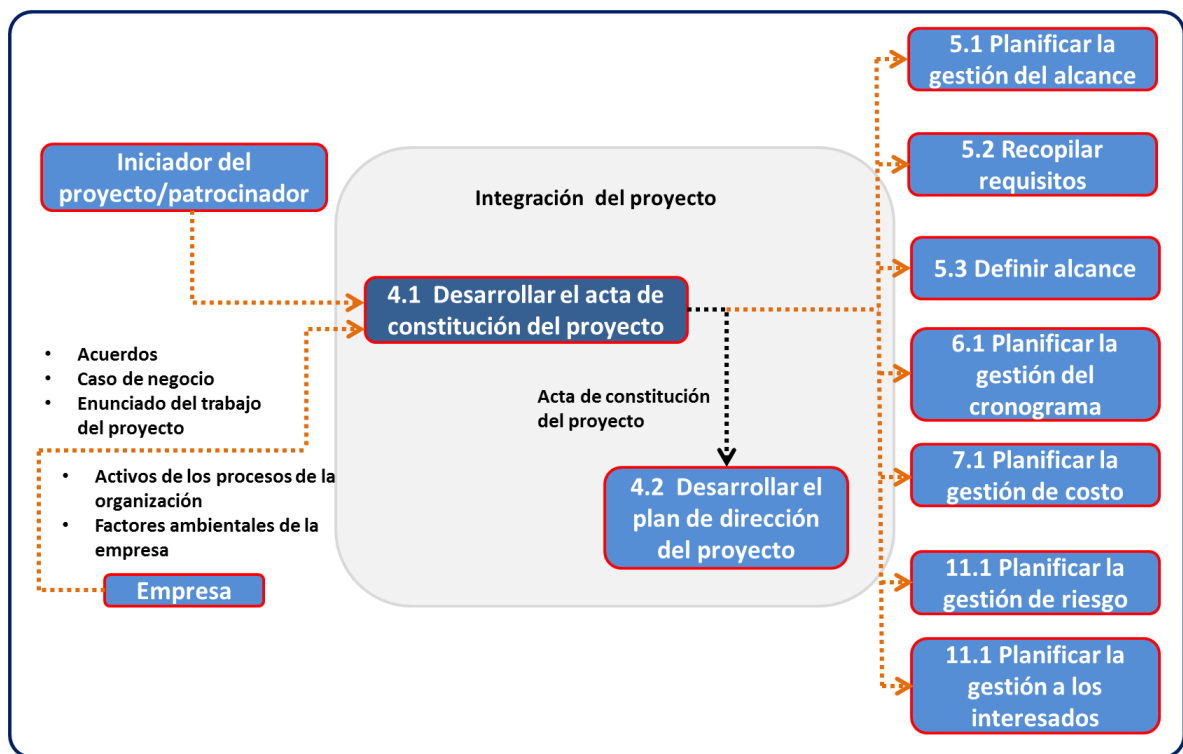 Iniciador del
proyecto/patrocinador
Integración del proyecto
4.1 Desarrollar el acta de
constitución del proyecto
• Acuerdos
• Caso de negocio
• Enunciado del trabajo
del proyecto
• Activos de los procesos de la
organización
• Factores ambientales de la
empresa
Empresa
Acta de constitución
del proyecto
4.2 Desarrollar el
plan de dirección
del proyecto
5.1 Planificar la
gestión del alcance
5.2 Recopilar
requisitos
5.3 Definir alcance
6.1 Planificar la
gestión del
cronograma
7.1 Planificar la
gestión de costo
11.1 Planificar la
gestión de riesgo
11.1 Planificar la
gestión a los
interesados